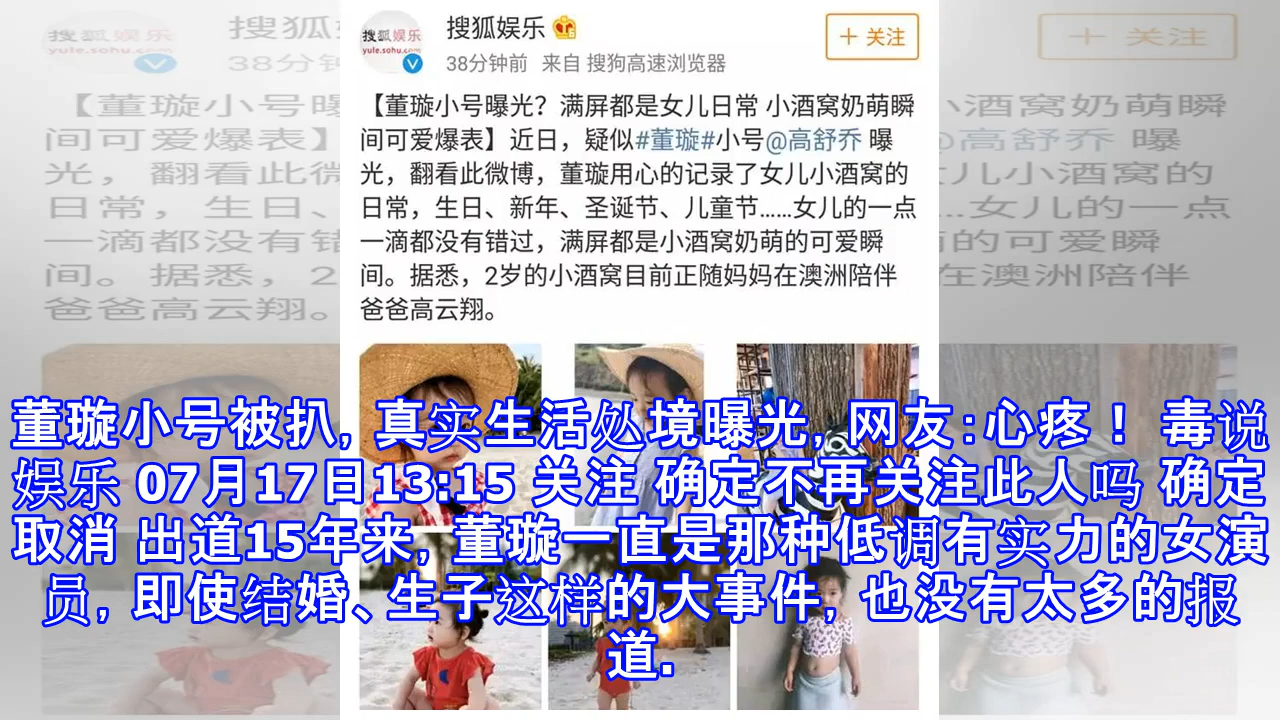 搜狐娱乐
yule.sohu.com
搜狐娱乐
38分钟前 来自 搜狗高速浏览器
+ 关注
【董璇小号曝光？满屏都是女儿日常 小酒窝奶萌瞬
间可爱爆表】近日，疑似#董璇#小号@高舒乔 曝
光，翻看此微博，董璇用心的记录了女儿小酒窝的
日常，生日、新年、圣诞节、儿童节……女儿的一点
一滴都没有错过，满屏都是小酒窝奶萌的可爱瞬
间。据悉，2岁的小酒窝目前正随妈妈在澳洲陪伴
爸爸高云翔。
董璇小号被扒, 真实生活处境曝光, 网友:心疼！ 毒说
娱乐 07月17日13:15 关注 确定不再关注此人吗 确定
取消 出道15年来, 董璇一直是那种低调有实力的女演
员, 即使结婚、生子这样的大事件, 也没有太多的报
道.